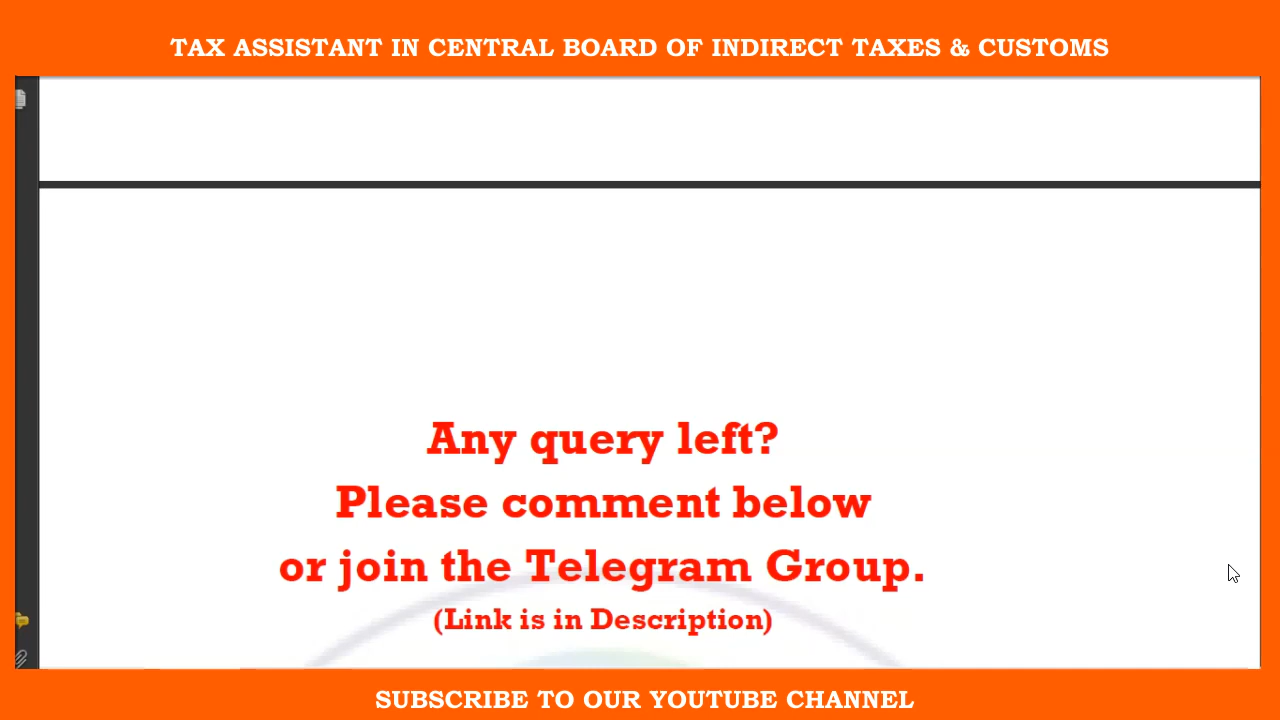 TAX ASSISTANT IN CENTRAL BOARD OF INDIRECT TAXES & CUSTOMS
Any query left?
Please comment below
or join the Telegram Group.
(Link is in Description)
SUBSCRIBE TO OUR YOUTUBE CHANNEL